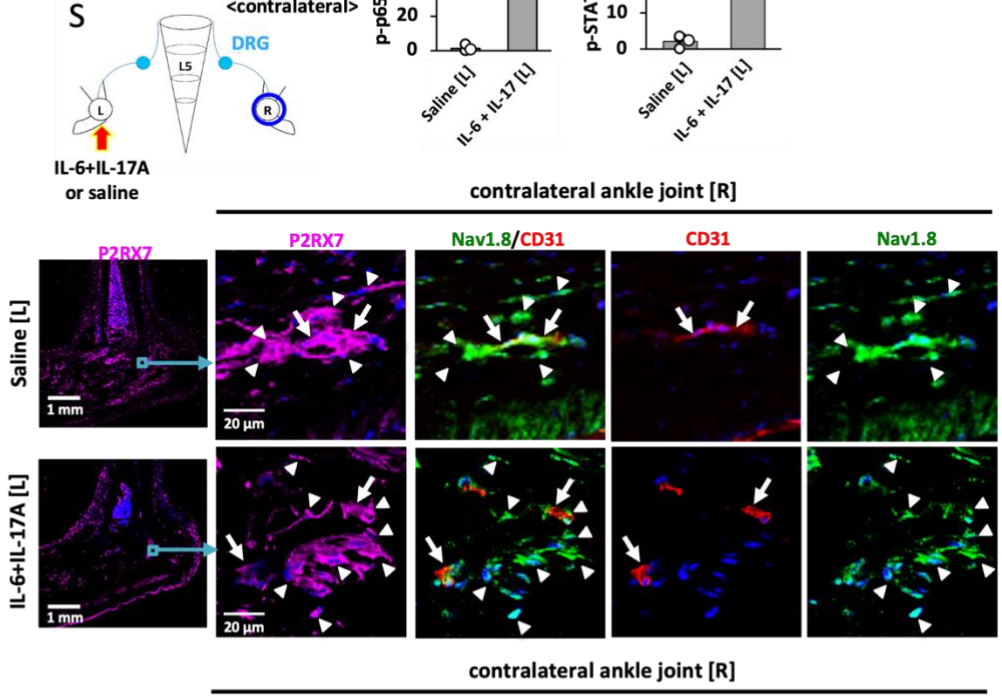 S
<contralateral>
DRG
L5
L
R
IL-6+IL-17A
or saline
p-p65
20
0
Saline [L]
IL-6 + IL-17 [L]
p-STAT
10
0
Saline [L]
IL-6 + IL-17 [L]
contralateral ankle joint [R]
P2RX7
P2RX7
Nav1.8/CD31
CD31
Nav1.8
Saline [L]
1 mm
20 μm
IL-6+IL-17A [L]
1 mm
20 μm
contralateral ankle joint [R]